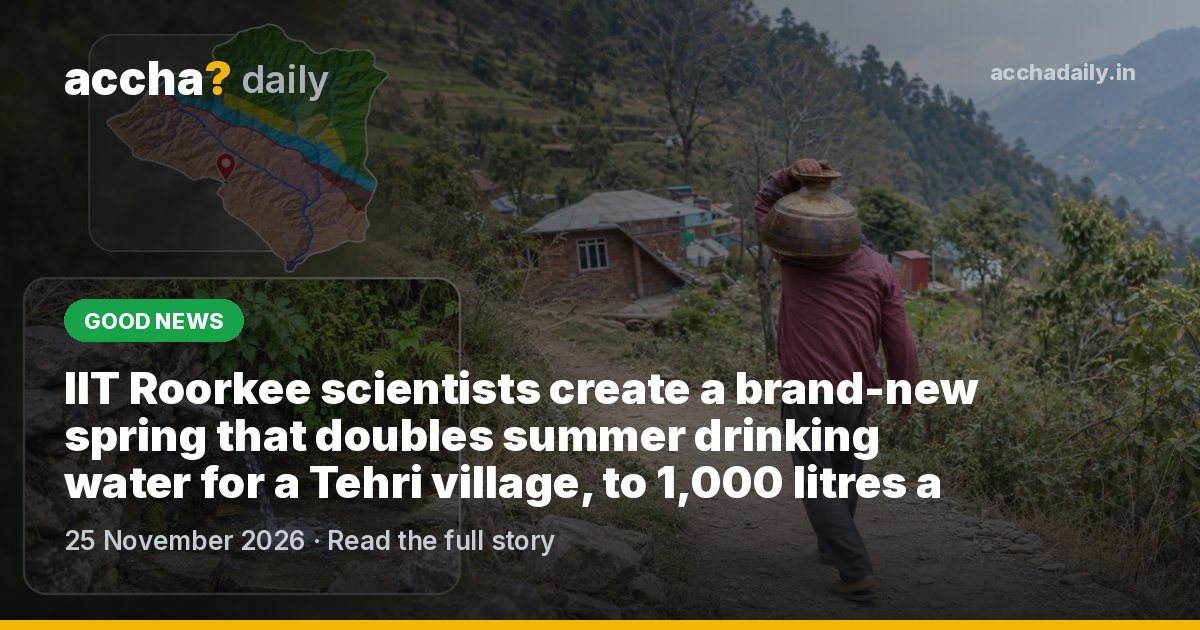 accha? daily
acchadaily.in
GOOD NEWS
IIT Roorkee scientists create a brand-new
spring that doubles summer drinking
water for a Tehri village, to 1,000 litres a
25 November 2026 · Read the full story